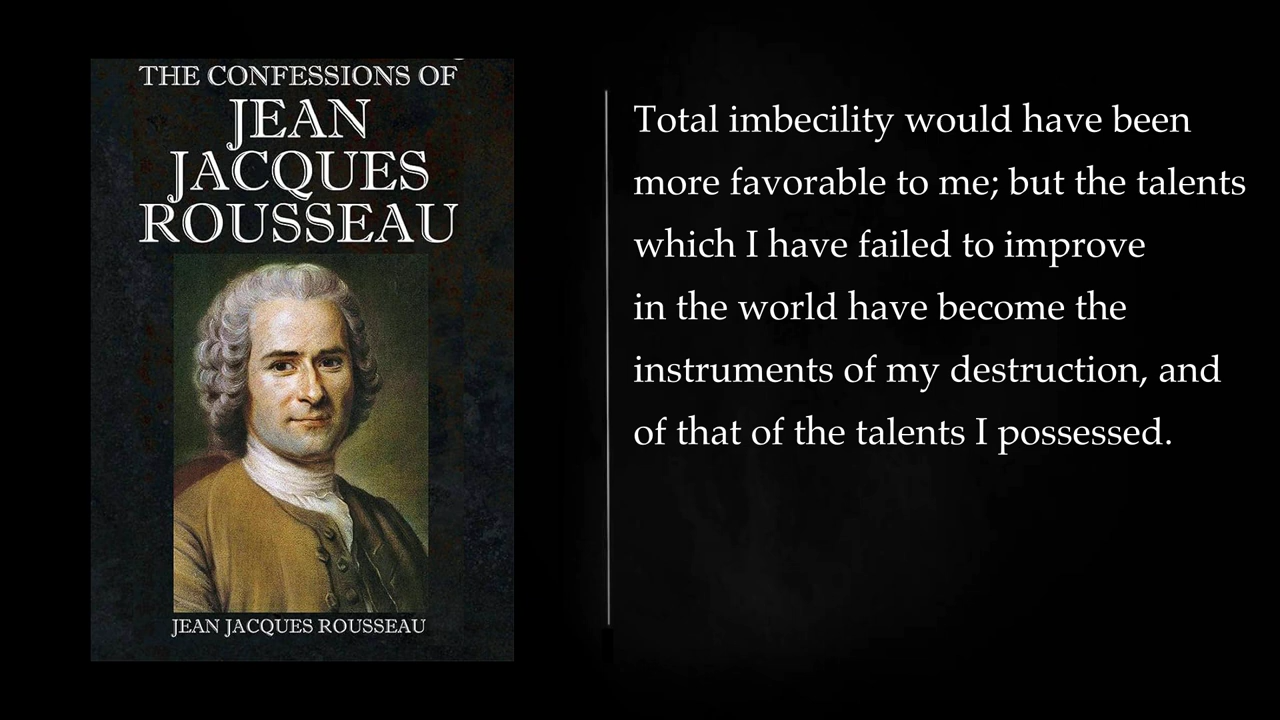 THE CONFESSIONS OF
JEAN
JACQUES
ROUSSEAU
JEAN JACQUES ROUSSEAU
Total imbecility would have been
more favorable to me; but the talents
which I have failed to improve
in the world have become the
instruments of my destruction, and
of that of the talents I possessed.